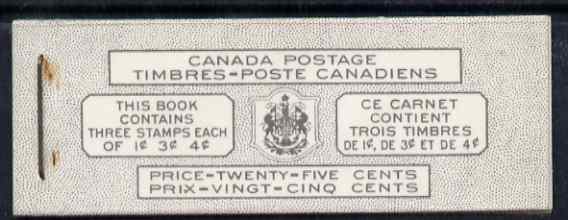 CANADA POSTAGE
TIMBRES-POSTE CANADIENS
THIS BOOK
CONTAINS
THREE STAMPS EACH
OF 1¢ 3¢ 4¢
CE CARNET
CONTIENT
TROIS TIMBRES
DE 1¢, DE 3¢ ET DE 4¢
PRICE-TWENTY-FIVE CENTS
PRIX-VINGT-CINQ CENTS